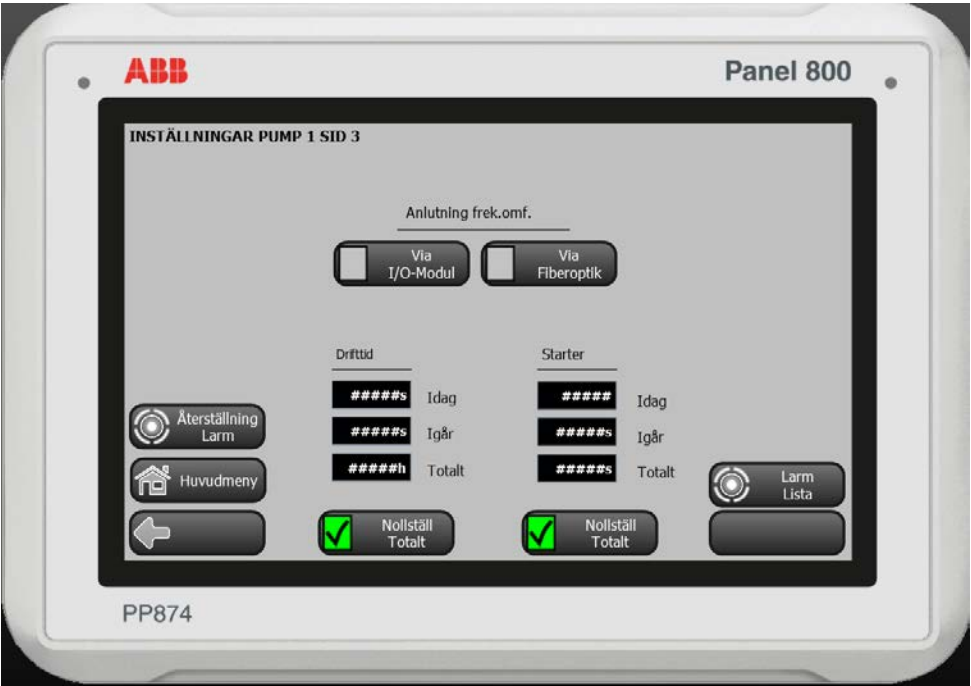 ABB
Panel 800
INSTÄLLNINGAR PUMP 1 SID 3
Anlutning frek.omf.
Via
I/O-Modul
Via
Fiberoptik
Drifttid
Starter
#####s Idag
##### Idag
#####s Igår
#####s Igår
#####h Totalt
#####s Totalt
Återställning
Larm
Huvudmeny
Larm
Lista
Nollställ
Totalt
Nollställ
Totalt
PP874